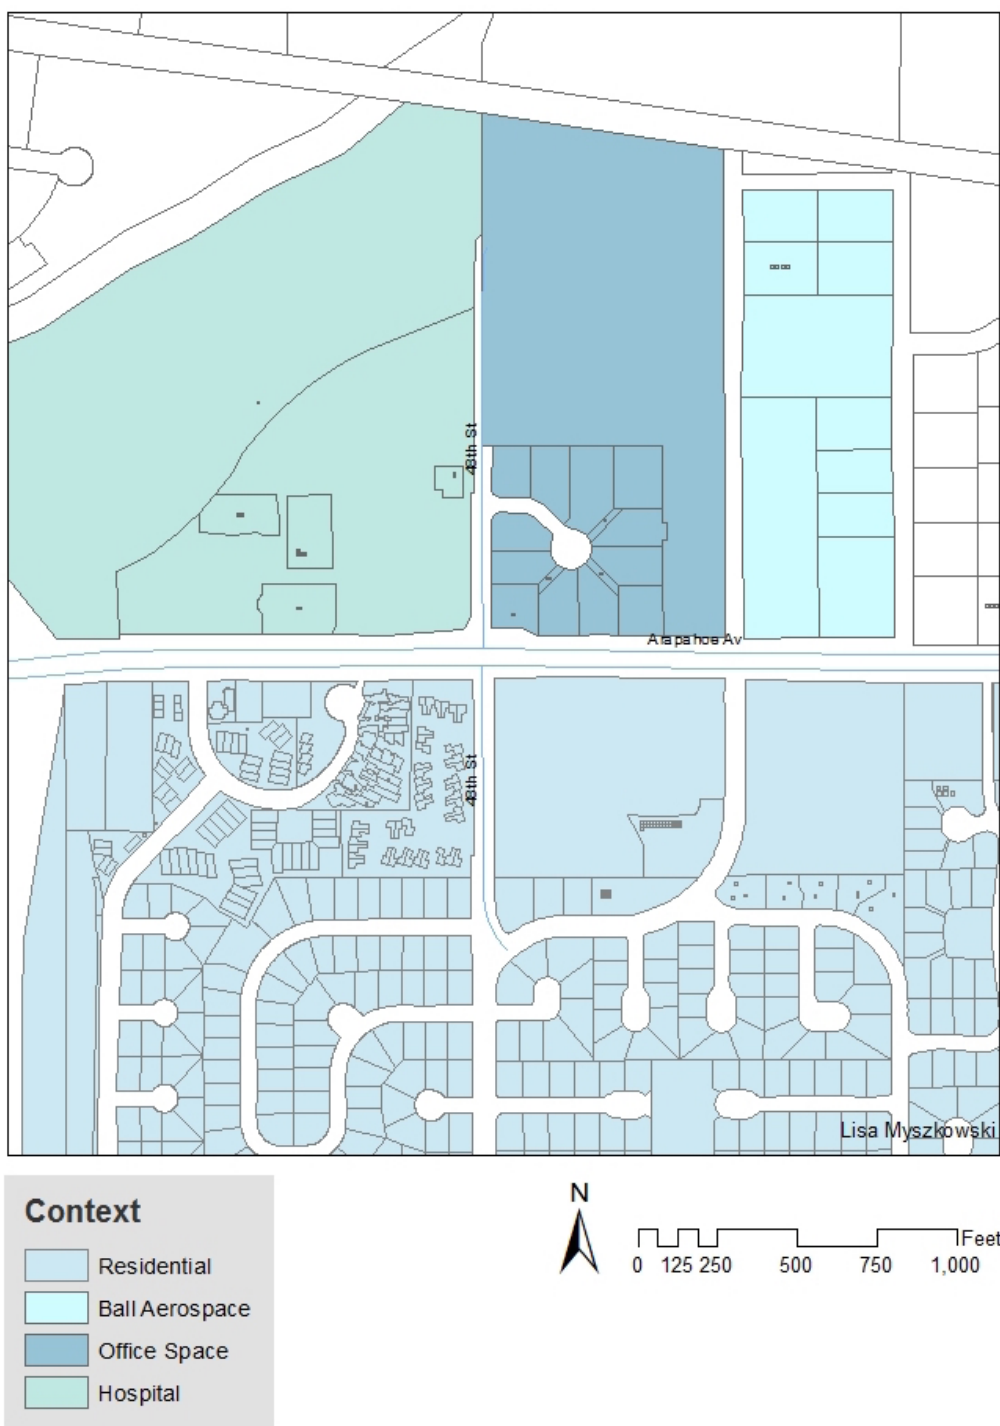 48th St
Arapahoe Av
48th St
Lisa Myszkowski
Context
Residential
Ball Aerospace
Office Space
Hospital
N
Feet
0 125 250 500 750 1,000